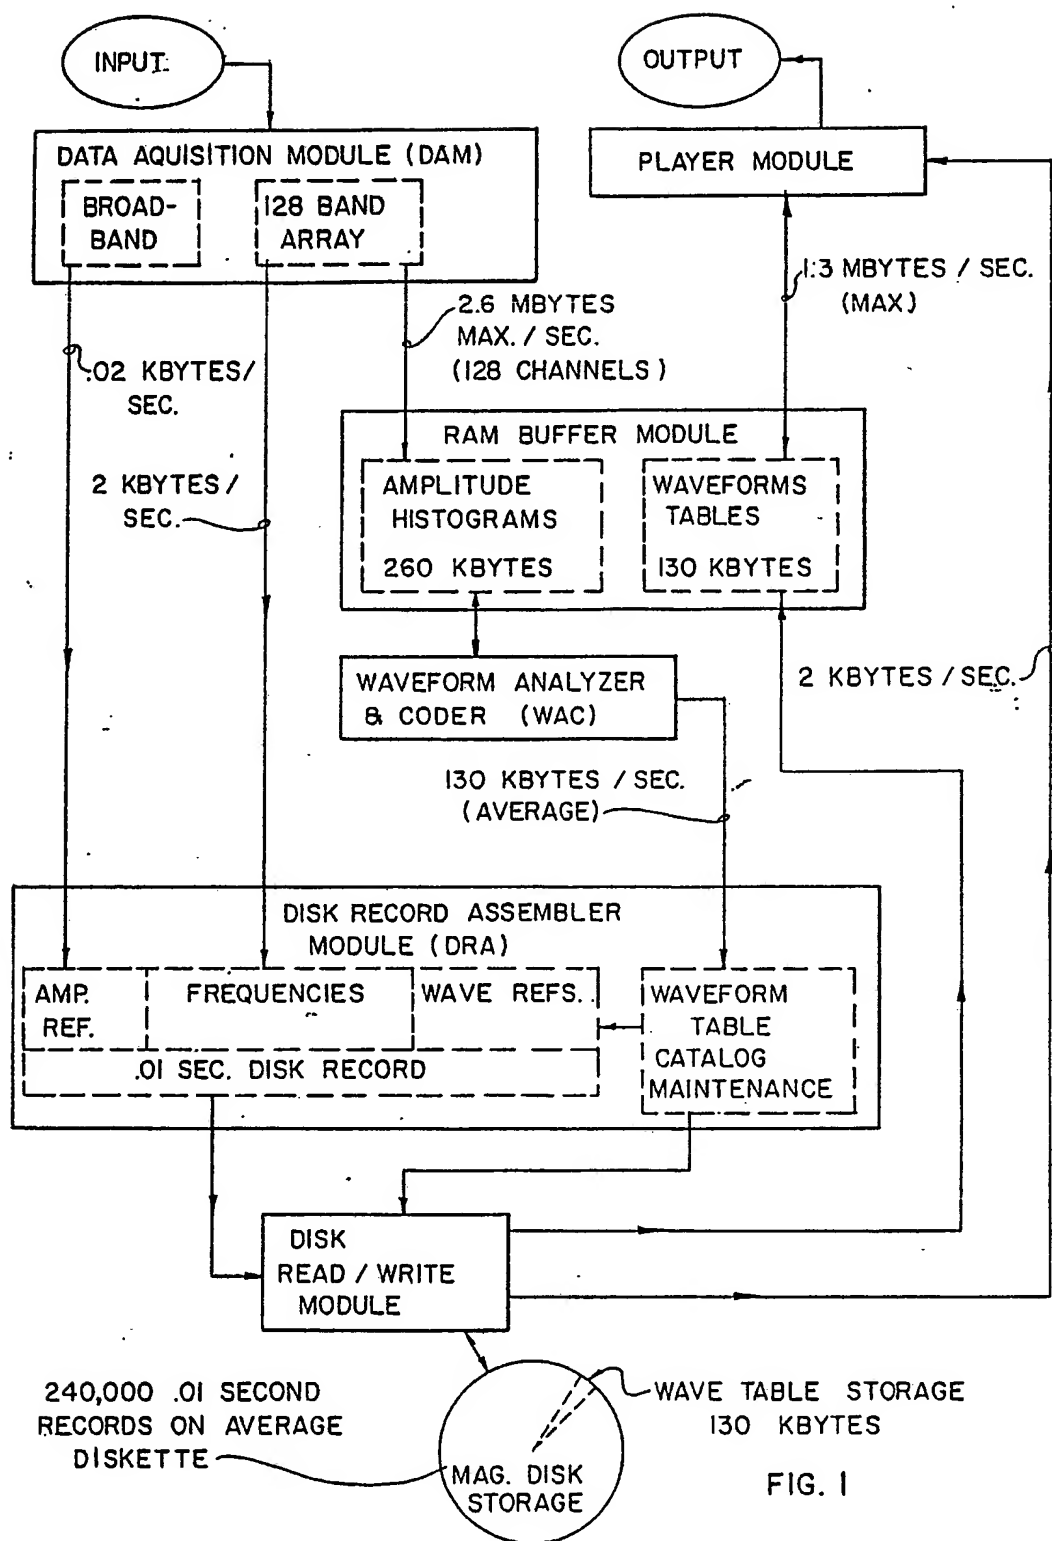 INPUT
OUTPUT
DATA AQUISITION MODULE (DAM)
BROAD-
BAND
128 BAND
ARRAY
PLAYER MODULE
1.3 MBYTES / SEC.
(MAX.)
2.6 MBYTES
MAX. / SEC.
(128 CHANNELS)
.02 KBYTES/
SEC.
2 KBYTES /
SEC.
RAM BUFFER MODULE
AMPLITUDE
HISTOGRAMS
260 KBYTES
WAVEFORMS
TABLES
130 KBYTES
WAVEFORM ANALYZER
& CODER (WAC)
2 KBYTES / SEC.
130 KBYTES / SEC.
(AVERAGE)
DISK RECORD ASSEMBLER
MODULE (DRA)
AMP.
REF.
FREQUENCIES
WAVE REFS.
.01 SEC. DISK RECORD
WAVEFORM
TABLE
CATALOG
MAINTENANCE
DISK
READ / WRITE
MODULE
240,000 .01 SECOND
RECORDS ON AVERAGE
DISKETTE
WAVE TABLE STORAGE
130 KBYTES
MAG. DISK
STORAGE
FIG. 1